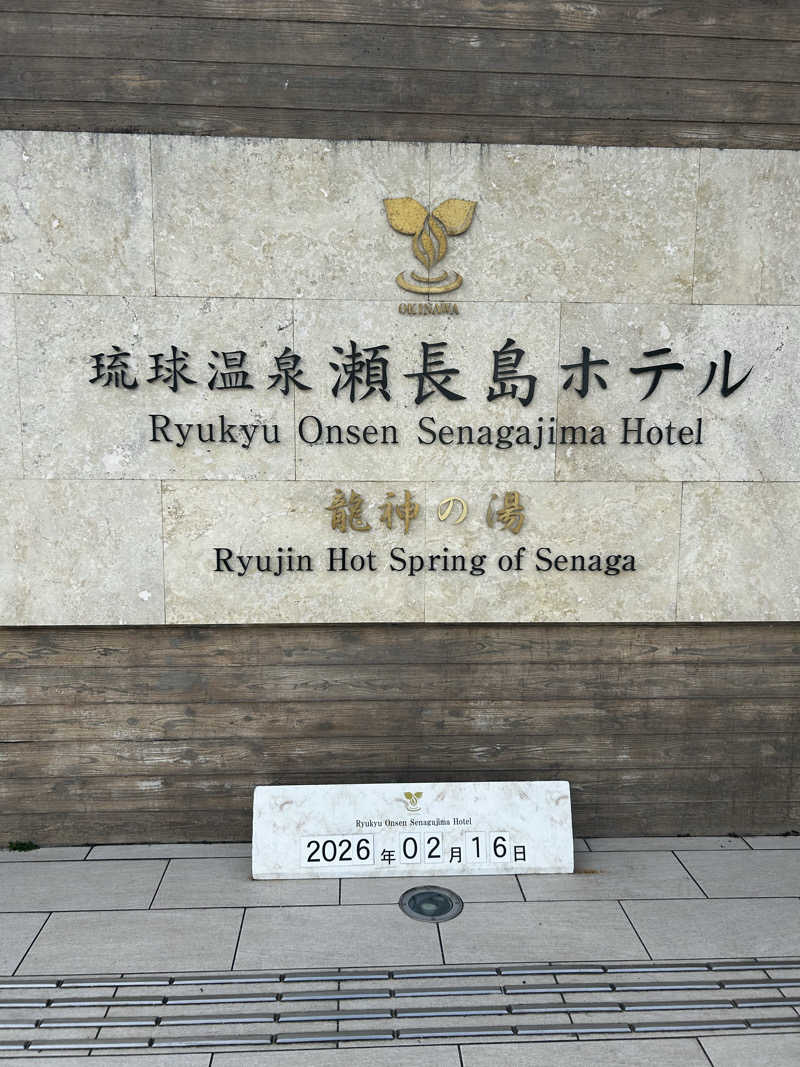 OKINAWA
琉球温泉瀬長島ホテル
Ryukyu Onsen Senagajima Hotel
龍神の湯
Ryujin Hot Spring of Senaga
Ryukyu Onsen Senagajima Hotel
2026年02月16日